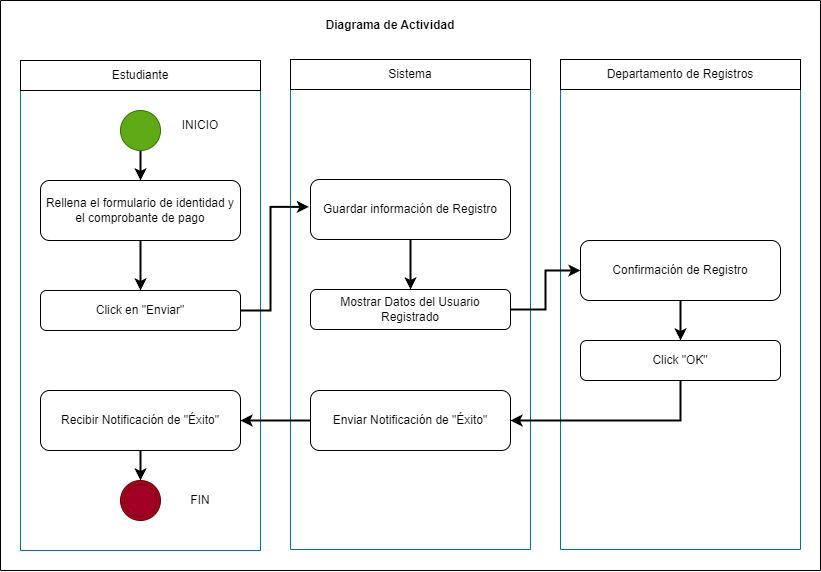 Diagrama de Actividad
Estudiante
Sistema
Departamento de Registros
INICIO
Rellena el formulario de identidad y
el comprobante de pago
Guardar información de Registro
Confirmación de Registro
Click en "Enviar"
Mostrar Datos del Usuario
Registrado
Click "OK"
Recibir Notificación de "Éxito"
Enviar Notificación de "Éxito"
FIN